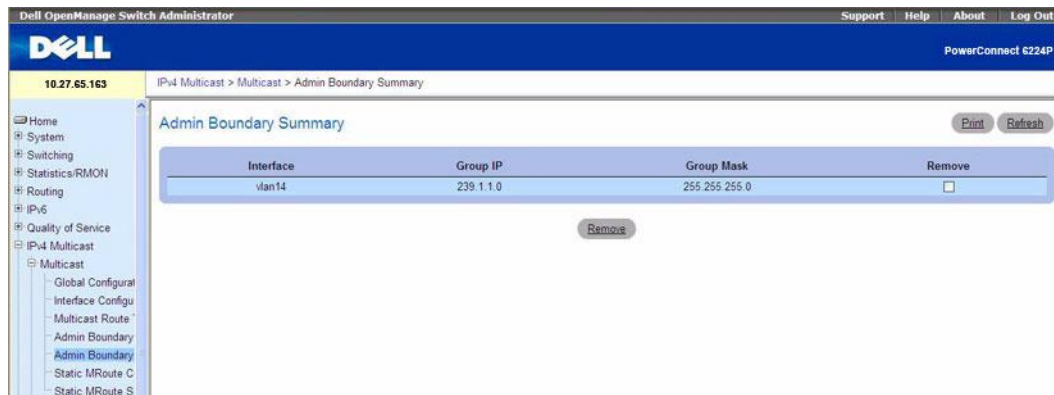 Dell OpenManage Switch Administrator
Support Help About Log Out
DELL
PowerConnect 6224P
10.27.65.163
IPv4 Multicast > Multicast > Admin Boundary Summary
Home
System
Switching
Statistics/RMON
Routing
IPv6
Quality of Service
IPv4 Multicast
Multicast
Global Configurat
Interface Configu
Multicast Route
Admin Boundary
Admin Boundary
Static MRoute C
Static MRoute S
Admin Boundary Summary
Print Refresh
Interface Group IP Group Mask Remove
vlan14 239.1.1.0 255.255.255.0
Remove